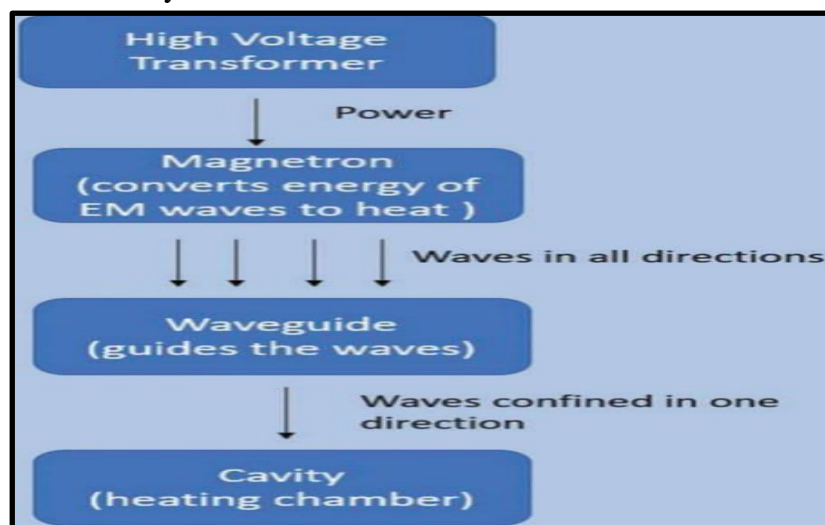 High Voltage
Transformer
Power
Magnetron
(converts energy of
EM waves to heat )
Waves in all directions
Waveguide
(guides the waves)
Waves confined in one
direction
Cavity
(heating chamber)